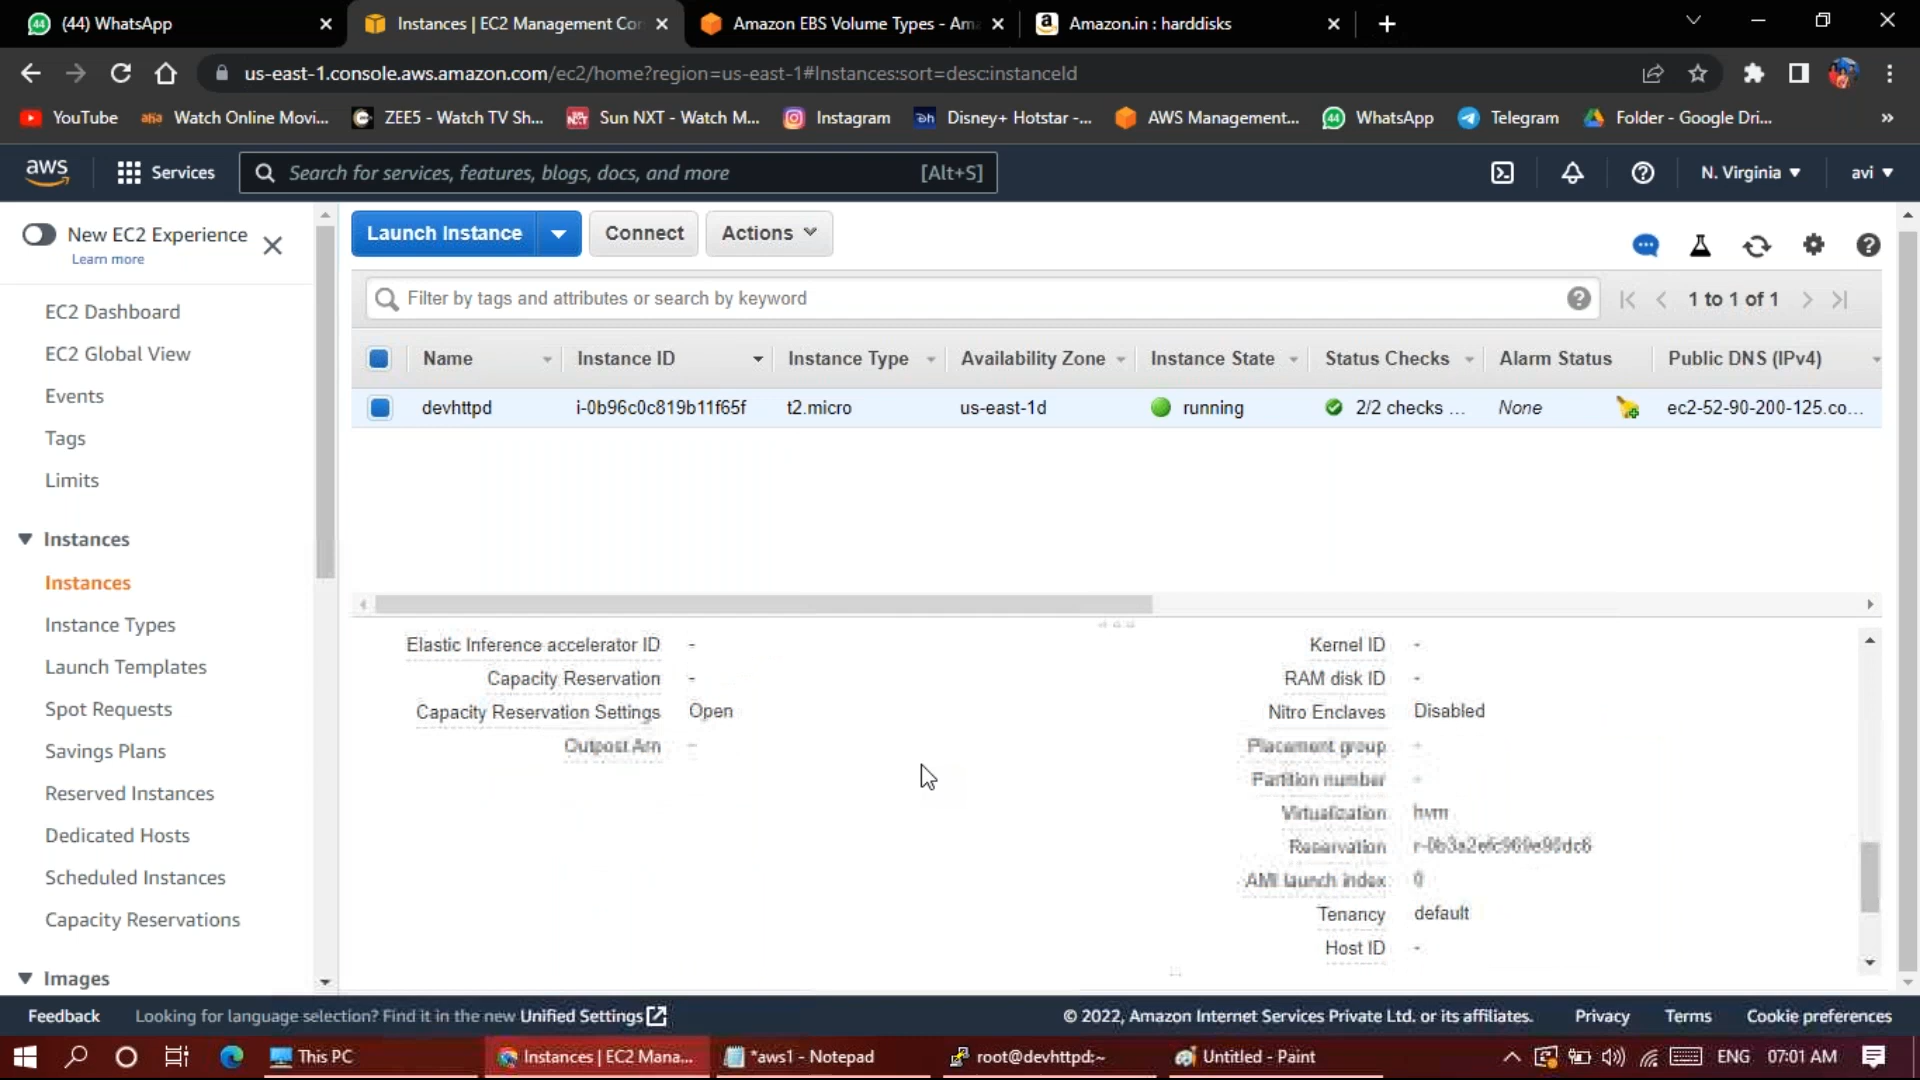 (44) WhatsApp
Instances | EC2 Management Co
Amazon EBS Volume Types - Am
Amazon.in : harddisks
us-east-1.console.aws.amazon.com/ec2/home?region=us-east-1#Instances:sort=desc:instanceId
YouTube
Watch Online Movi...
ZEE5 - Watch TV Sh...
Sun NXT - Watch M...
Instagram
Disney+ Hotstar -...
AWS Management...
WhatsApp
Telegram
Folder - Google Dri...
aws
Services
Search for services, features, blogs, docs, and more
[Alt+S]
N. Virginia
avi
New EC2 Experience
Learn more
EC2 Dashboard
EC2 Global View
Events
Tags
Limits
Instances
Instances
Instance Types
Launch Templates
Spot Requests
Savings Plans
Reserved Instances
Dedicated Hosts
Scheduled Instances
Capacity Reservations
Images
Launch Instance
Connect
Actions
Filter by tags and attributes or search by keyword
1 to 1 of 1
Name Instance ID Instance Type Availability Zone Instance State Status Checks Alarm Status Public DNS (IPv4)
devhttpd i-0b96c0c819b11f65f t2.micro us-east-1d running 2/2 checks ... None ec2-52-90-200-125.co...
Elastic Inference accelerator ID -
Capacity Reservation -
Capacity Reservation Settings Open
Outpost Arn -
Kernel ID -
RAM disk ID -
Nitro Enclaves Disabled
Placement group -
Partition number -
Virtualization hvm
Reservation
AMI launch index 0
Tenancy default
Host ID -
Feedback
Looking for language selection? Find it in the new Unified Settings
© 2022, Amazon Internet Services Private Ltd. or its affiliates.
Privacy
Terms
Cookie preferences
This PC
Instances | EC2 Mana...
*aws1 - Notepad
root@devhttpd:~
Untitled - Paint
ENG
07:01 AM